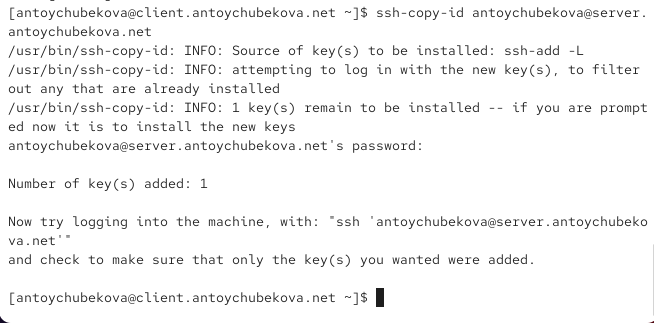 [antoychubekova@client.antoychubekova.net ~]$ ssh-copy-id antoychubekova@server.
antoychubekova.net
/usr/bin/ssh-copy-id: INFO: Source of key(s) to be installed: ssh-add -L
/usr/bin/ssh-copy-id: INFO: attempting to log in with the new key(s), to filter
out any that are already installed
/usr/bin/ssh-copy-id: INFO: 1 key(s) remain to be installed -- if you are prompt
ed now it is to install the new keys
antoychubekova@server.antoychubekova.net's password:
Number of key(s) added: 1
Now try logging into the machine, with: "ssh 'antoychubekova@server.antoychubeko
va.net'"
and check to make sure that only the key(s) you wanted were added.
[antoychubekova@client.antoychubekova.net ~]$